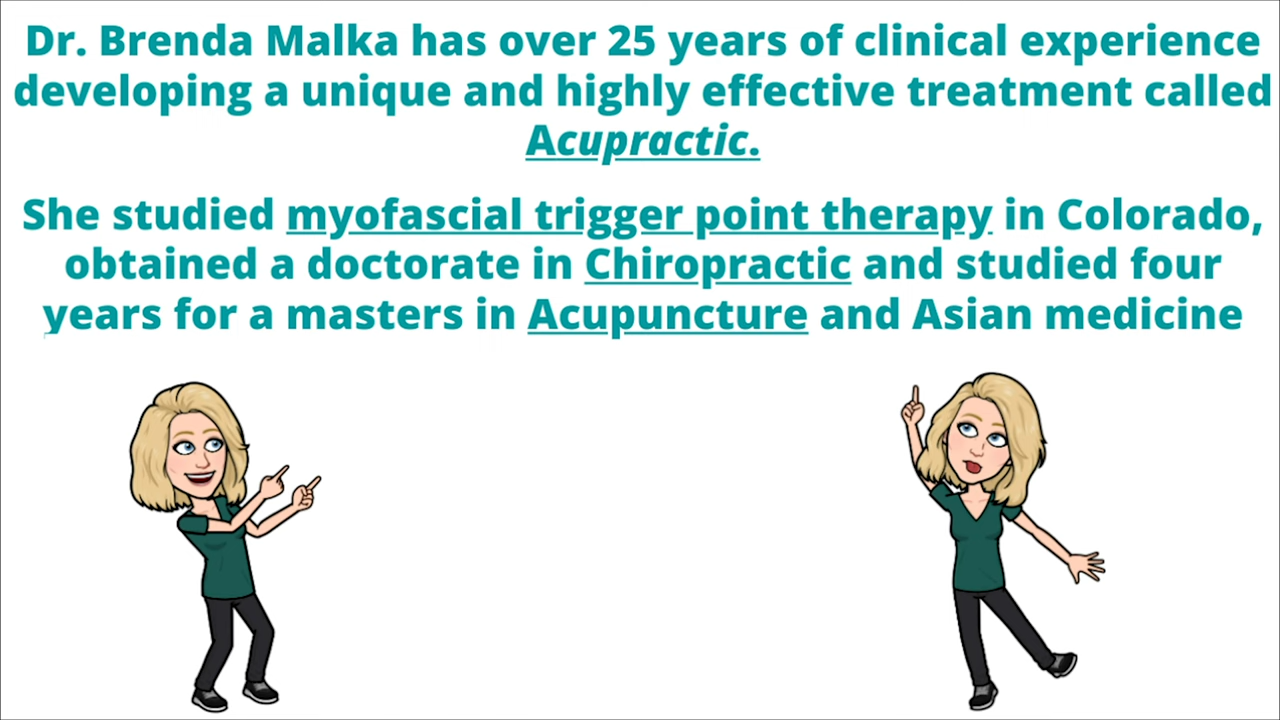 Dr. Brenda Malka has over 25 years of clinical experience
developing a unique and highly effective treatment called
Acupractic.
She studied myofascial trigger point therapy in Colorado,
obtained a doctorate in Chiropractic and studied four
years for a masters in Acupuncture and Asian medicine